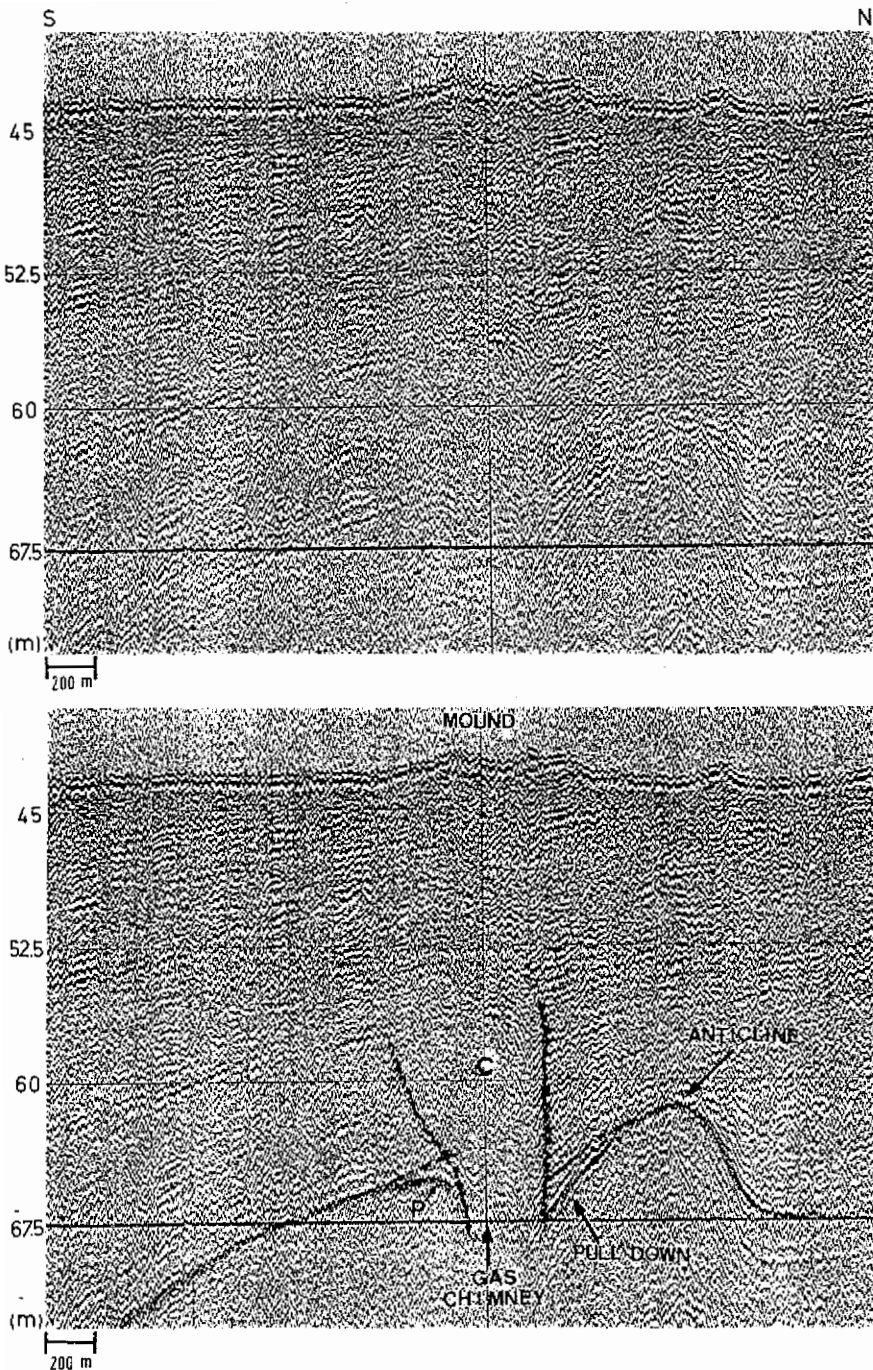 S N
45
52.5
60
67.5
(m)
200 m
MOUND
45
52.5
C
ANTICLINE
60
P
67.5
PULL DOWN
GAS
CHIMNEY
(m)
200 m